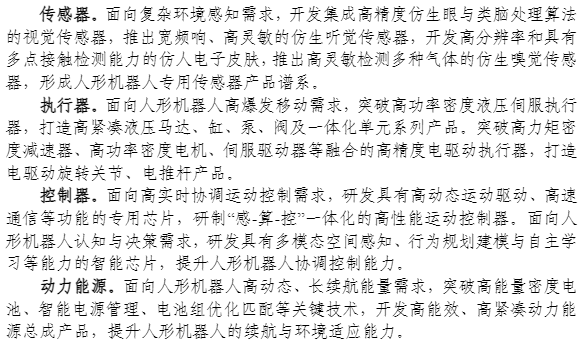 传感器。面向复杂环境感知需求，开发集成高精度仿生眼与类脑处理算法
的视觉传感器，推出宽频响、高灵敏的仿生听觉传感器，开发高分辨率和具有
多点接触检测能力的仿人电子皮肤，推出高灵敏检测多种气体的仿生嗅觉传感
器，形成人形机器人专用传感器产品谱系。
执行器。面向人形机器人高爆发移动需求，突破高功率密度液压伺服执行
器，打造高紧凑液压马达、缸、泵、阀及一体化单元系列产品。突破高力矩密
度减速器、高功率密度电机、伺服驱动器等融合的高精度电驱动执行器，打造
电驱动旋转关节、电推杆产品。
控制器。面向高实时协调运动控制需求，研发具有高动态运动驱动、高速
通信等功能的专用芯片，研制“感-算-控”一体化的高性能运动控制器。面向人
形机器人认知与决策需求，研发具有多模态空间感知、行为规划建模与自主学
习等能力的智能芯片，提升人形机器人协调控制能力。
动力能源。面向人形机器人高动态、长续航能量需求，突破高能量密度电
池、智能电源管理、电池组优化匹配等关键技术，开发高能效、高紧凑动力能
源总成产品，提升人形机器人的续航与环境适应能力。